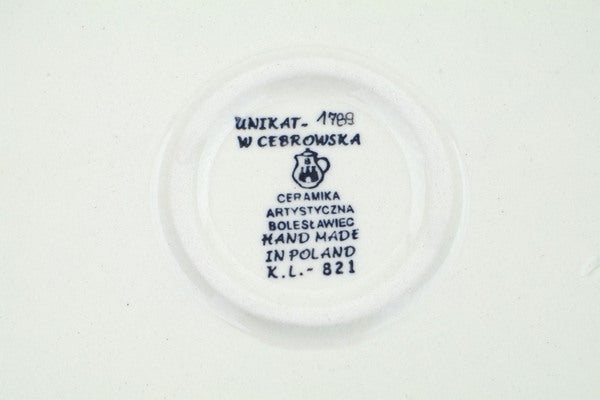 UNIKAT- 1789
W CEBROWSKA
B
CERAMIKA
ARTYSTYCZNA
BOLESŁAWIEC
HAND MADE
IN POLAND
K.L.- 821